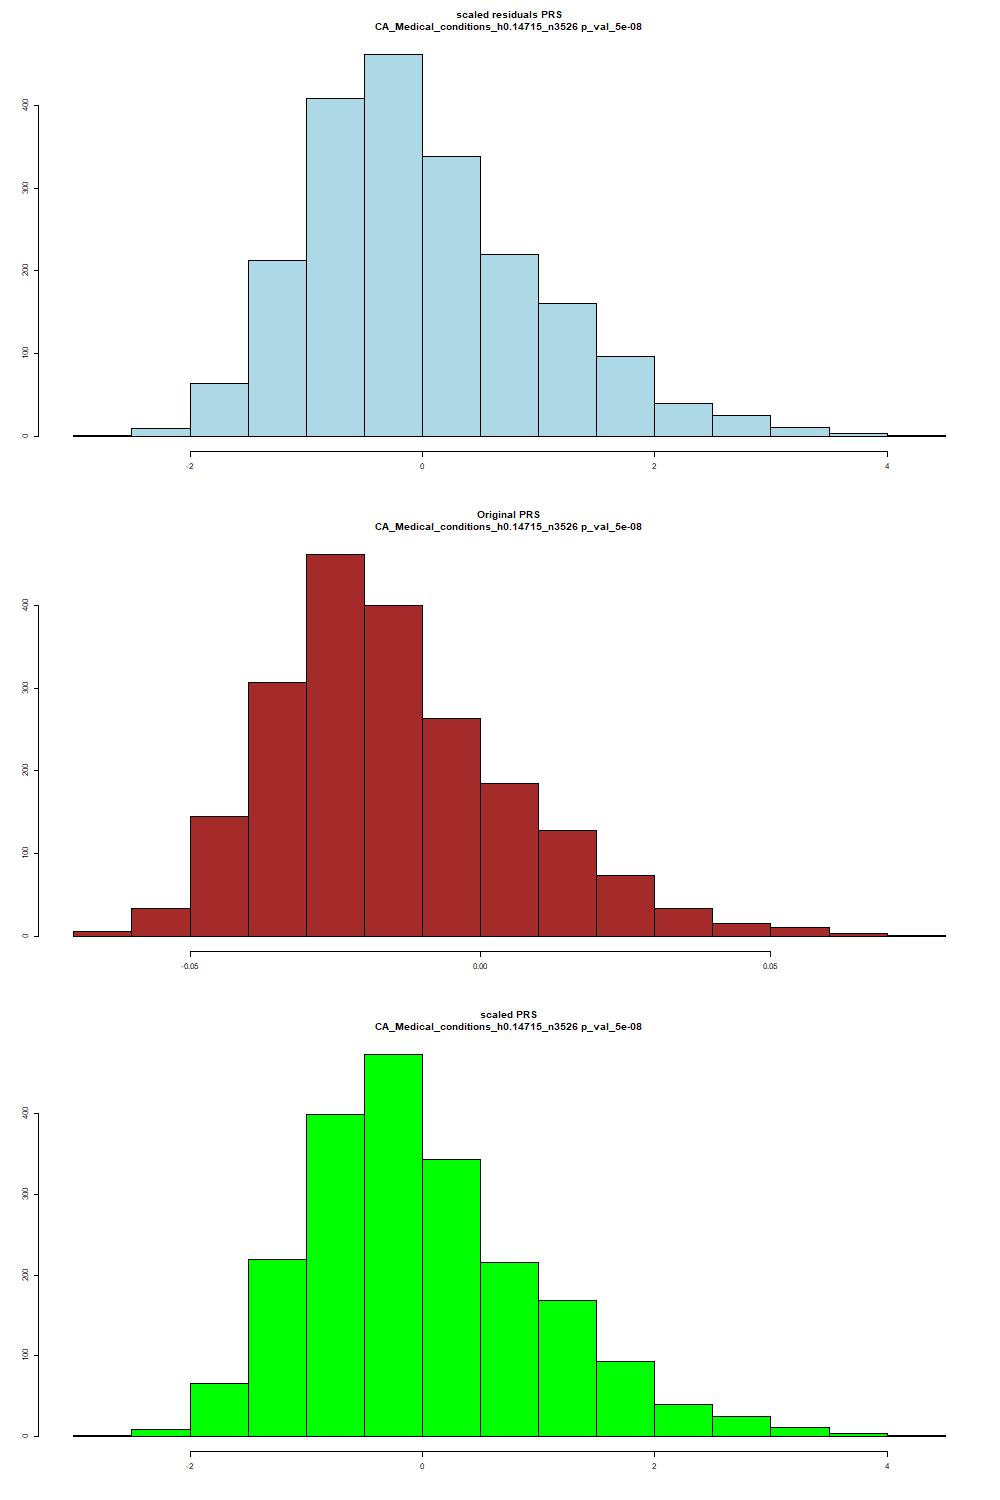 scaled residuals PRS
CA_Medical_conditions_h0.14715_n3526 p_val_5e-08
400
300
200
100
0
-2 0 2 4
Original PRS
CA_Medical_conditions_h0.14715_n3526 p_val_5e-08
400
300
200
100
0
-0.05 0.00 0.05
scaled PRS
CA_Medical_conditions_h0.14715_n3526 p_val_5e-08
400
300
200
100
0
-2 0 2 4